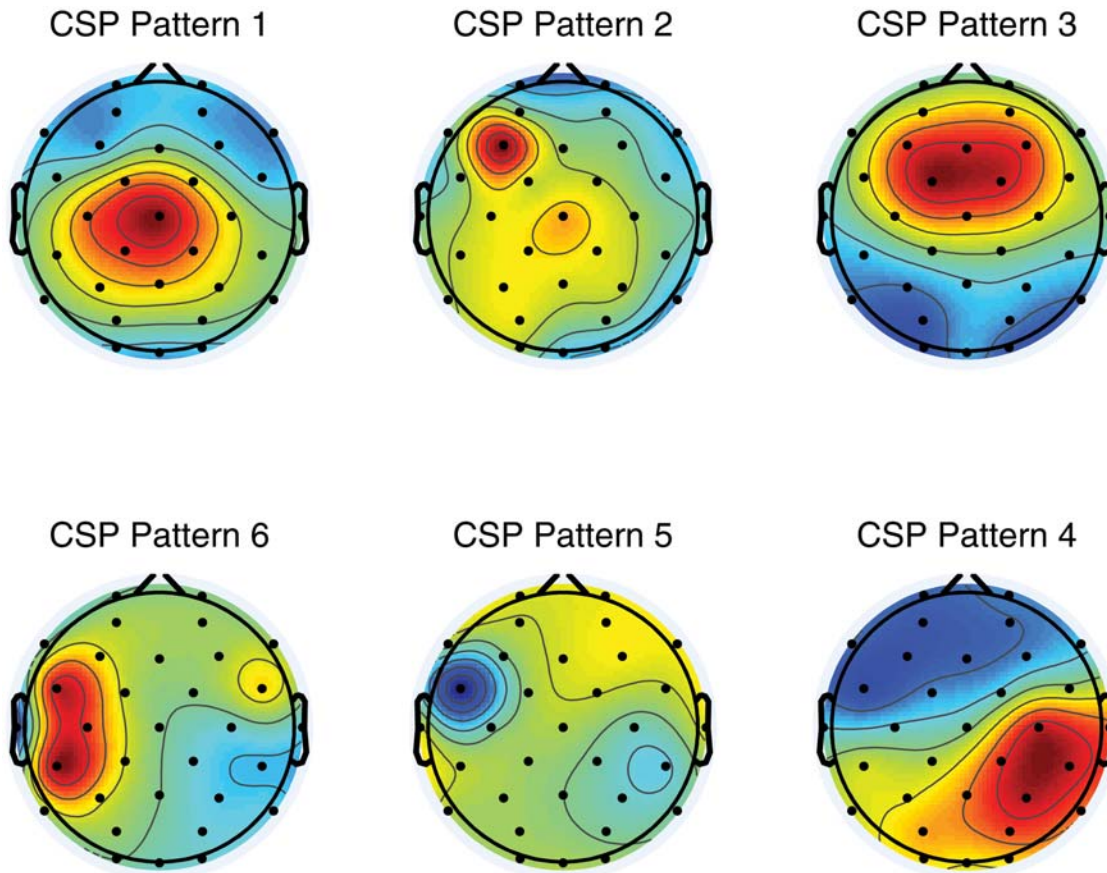 CSP Pattern 1
CSP Pattern 2
CSP Pattern 3
CSP Pattern 6
CSP Pattern 5
CSP Pattern 4